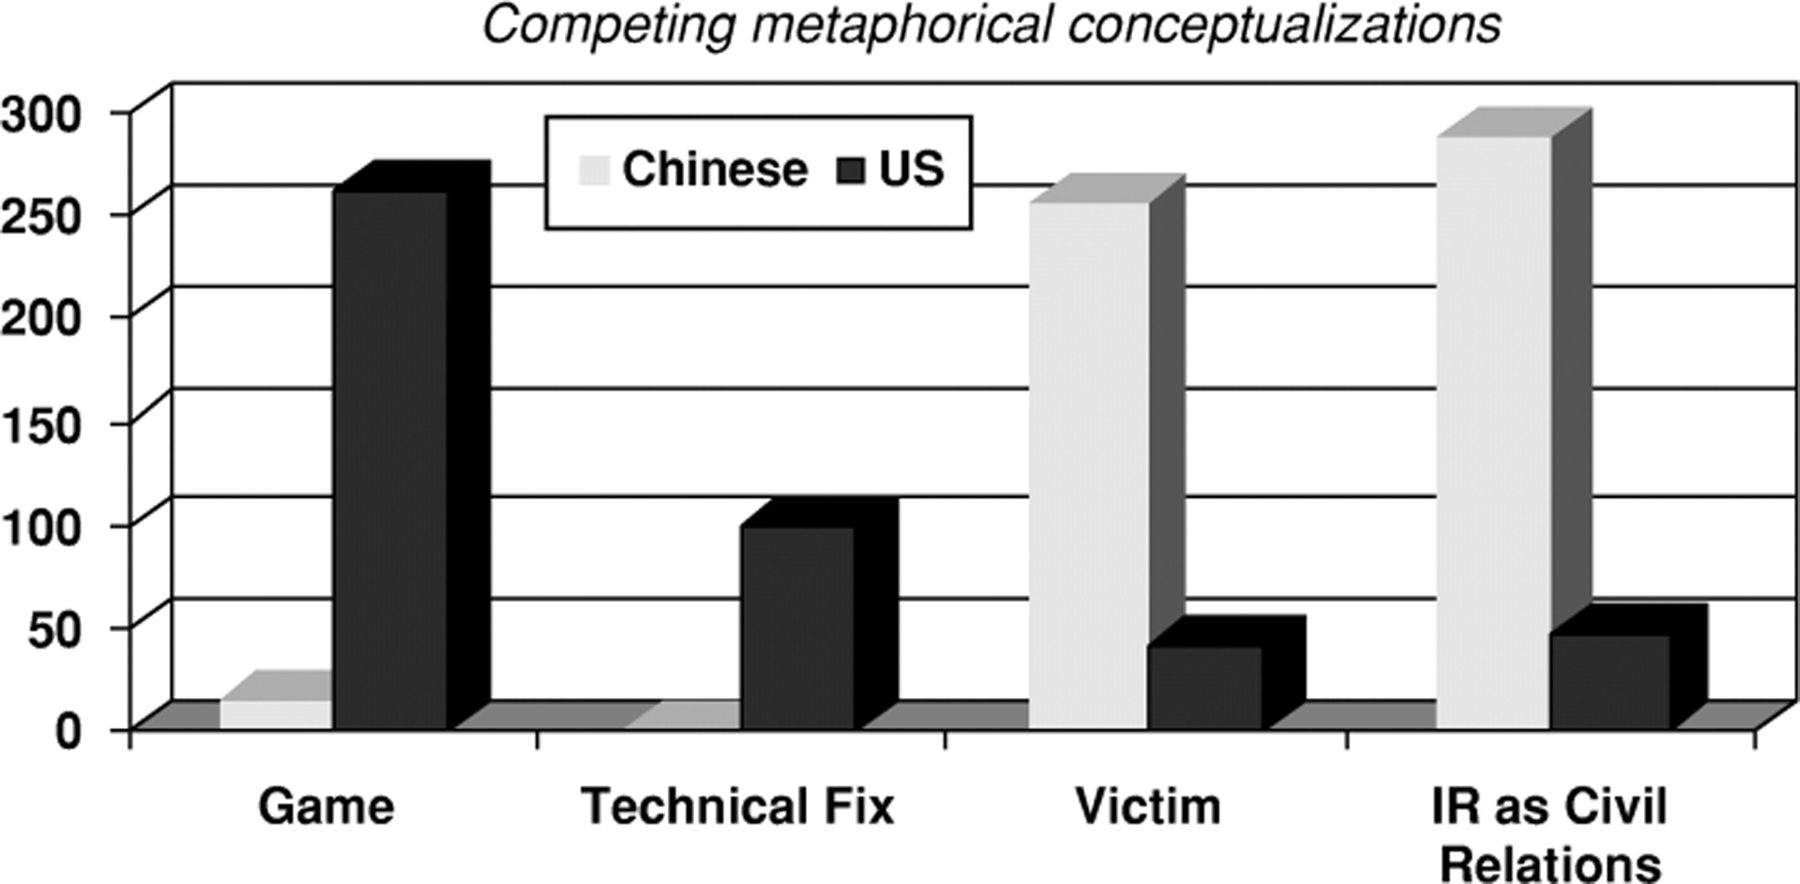 Competing metaphorical conceptualizations
300
250
200
150
100
50
0
Chinese US
Game Technical Fix Victim IR as Civil
Relations